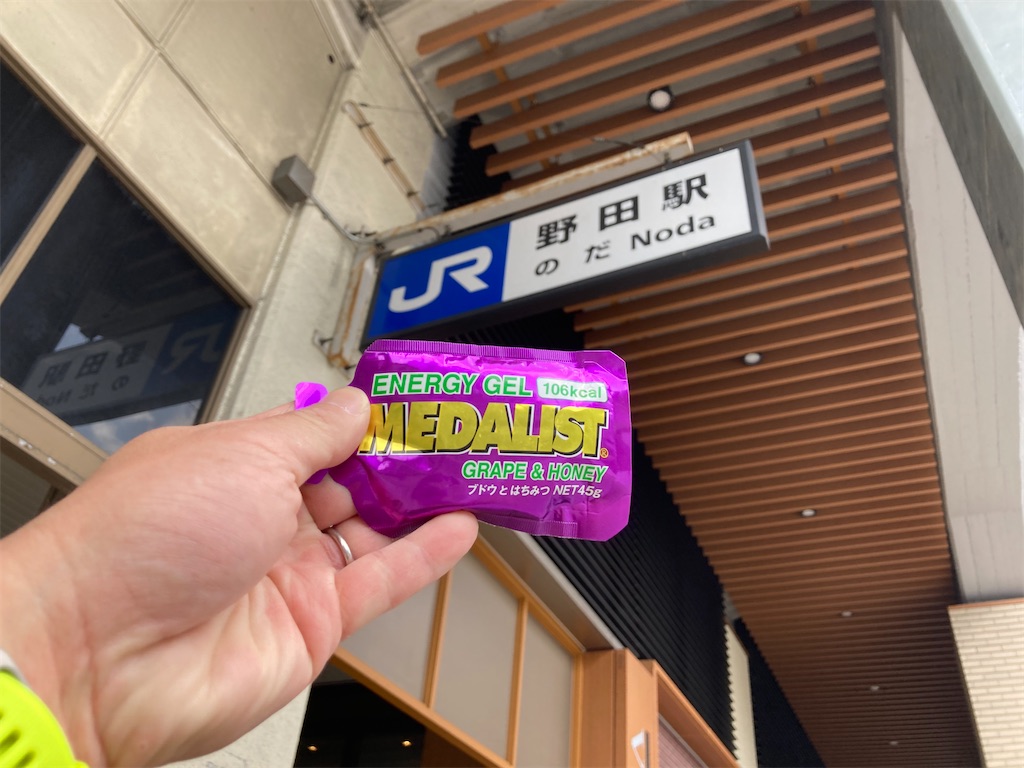 JR
野田駅
のだ Noda
ENERGY GEL 106kcal
MEDALIST®
GRAPE & HONEY
ブドウとはちみつ NET45g